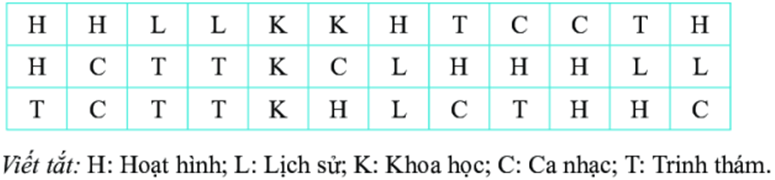 H H L L K K H T C C T H
H C T T K C L H H H L L
T C T T K H L C T H H C
Viết tắt: H: Hoạt hình; L: Lịch sử; K: Khoa học; C: Ca nhạc; T: Trinh thám.